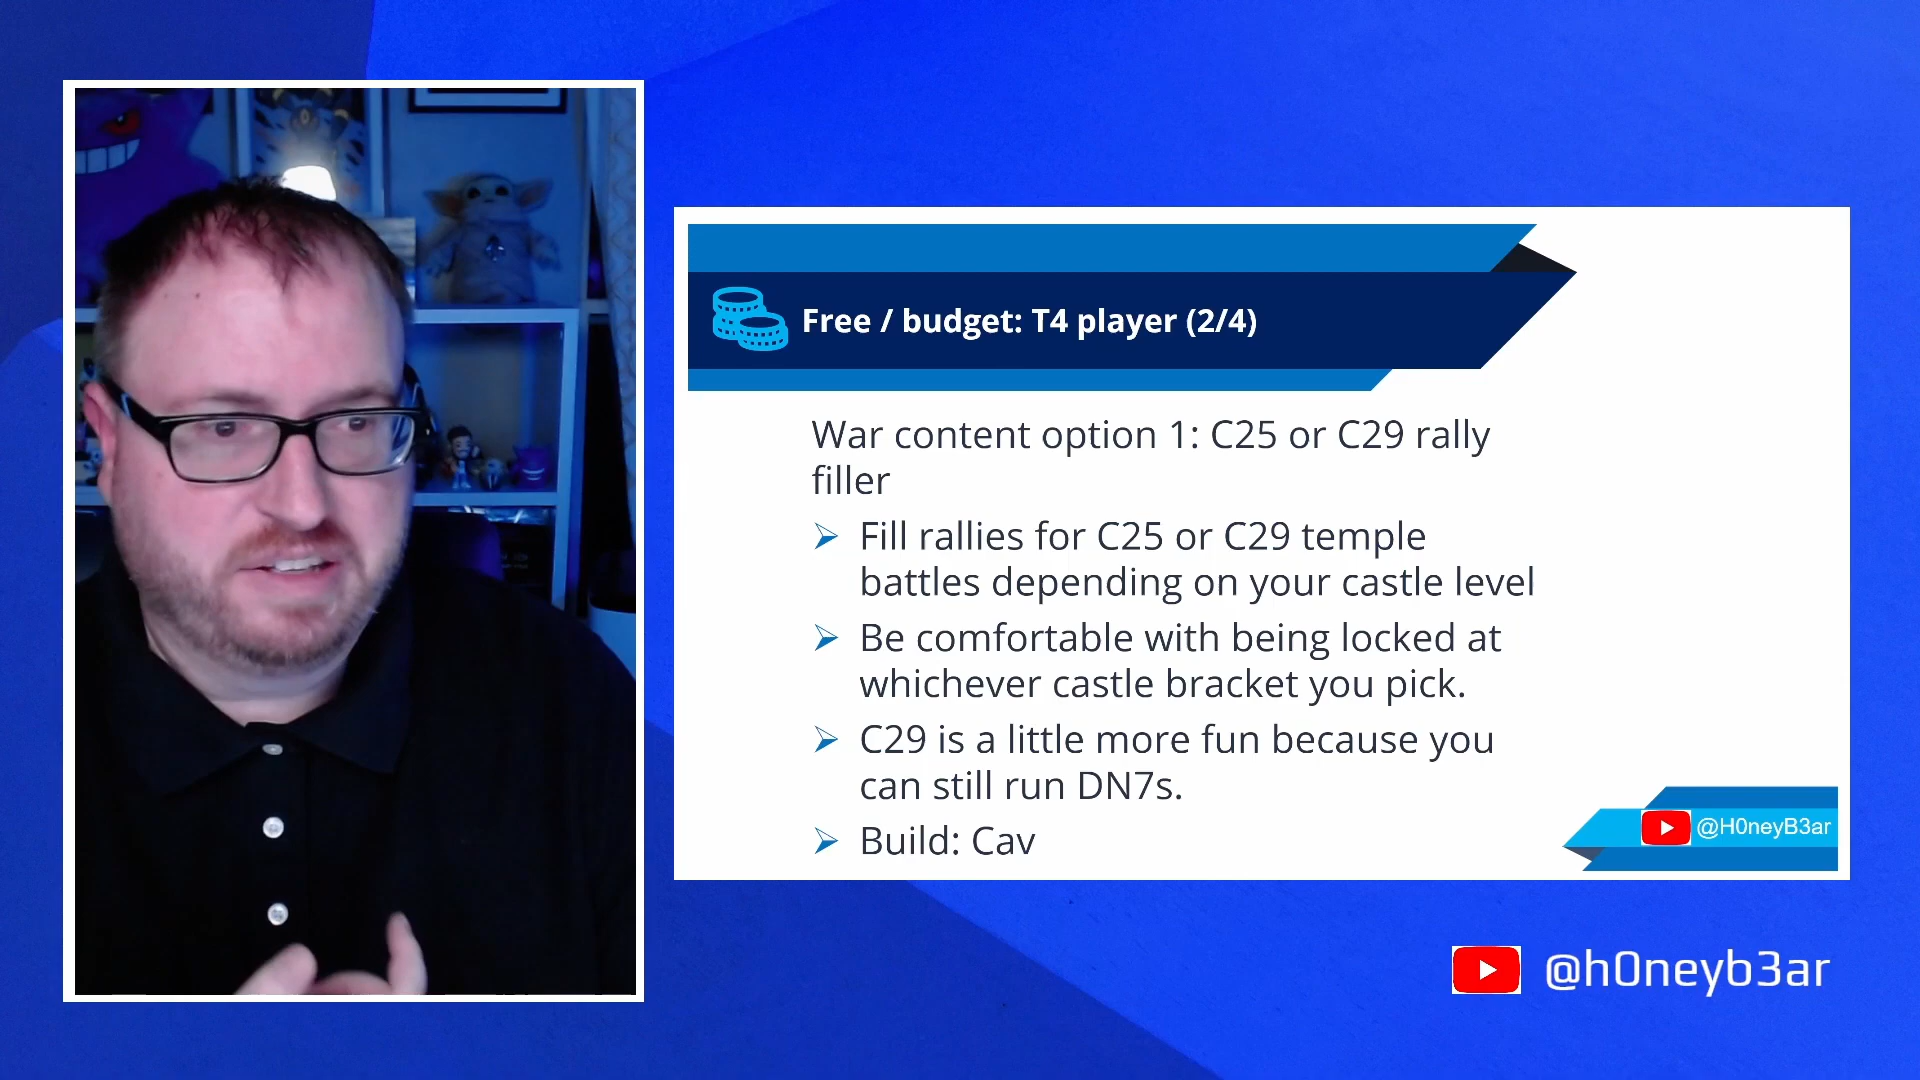 Free / budget: T4 player (2/4)
War content option 1: C25 or C29 rally
filler
Fill rallies for C25 or C29 temple
battles depending on your castle level
Be comfortable with being locked at
whichever castle bracket you pick.
C29 is a little more fun because you
can still run DN7s.
Build: Cav
@H0neyB3ar
@h0neyb3ar